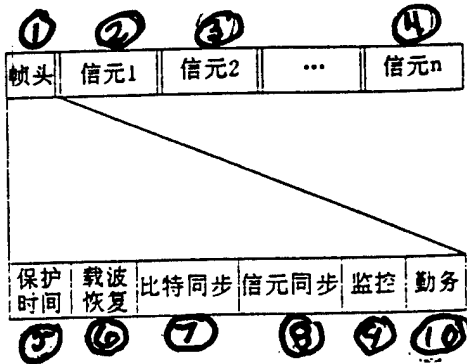 ① ② ③ ④
帧头 信元1 信元2 … 信元n
保护时间 载波恢复 比特同步 信元同步 监控 勤务
⑤ ⑥ ⑦ ⑧ ⑨ ⑩